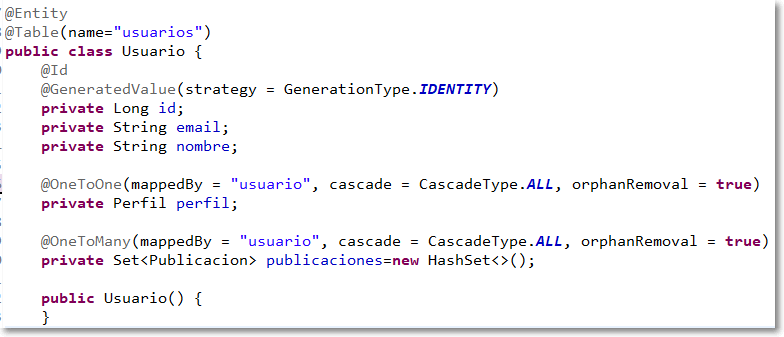 @Entity
@Table(name="usuarios")
public class Usuario {
@Id
@GeneratedValue(strategy = GenerationType.IDENTITY)
private Long id;
private String email;
private String nombre;
@OneToOne(mappedBy = "usuario", cascade = CascadeType.ALL, orphanRemoval = true)
private Perfil perfil;
@OneToMany(mappedBy = "usuario", cascade = CascadeType.ALL, orphanRemoval = true)
private Set<Publicacion> publicaciones=new HashSet<>();
public Usuario() {
}